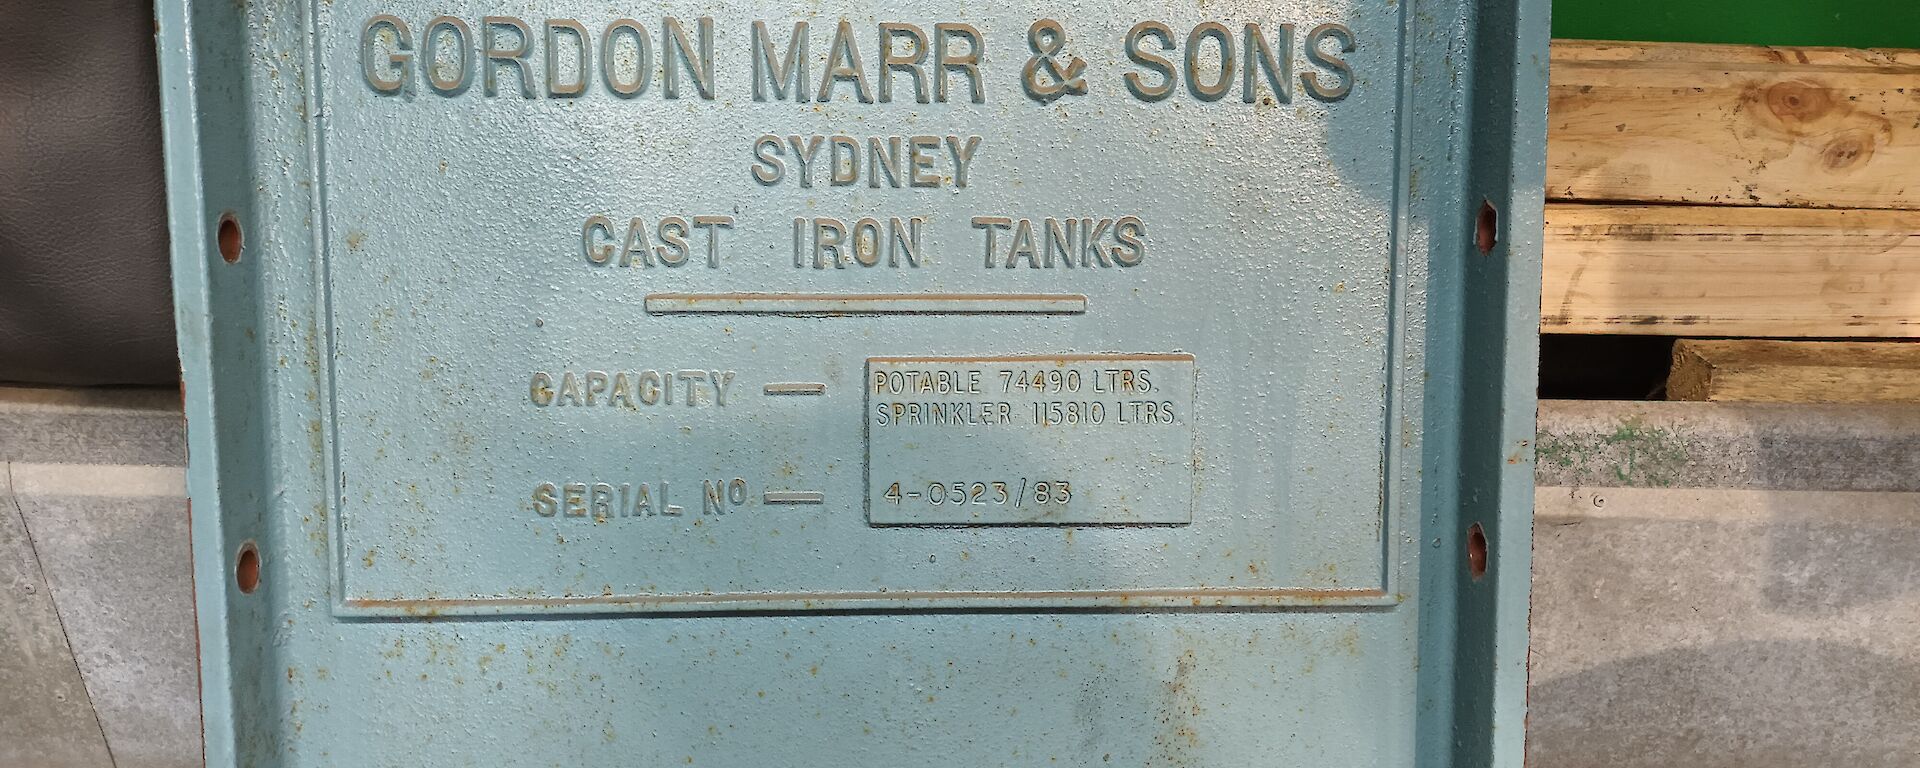 GORDON MARR & SONS
SYDNEY
CAST IRON TANKS
CAPACITY — POTABLE 74490 LTRS.
SPRINKLER 115810 LTRS.
SERIAL Nº — 4-0523/83